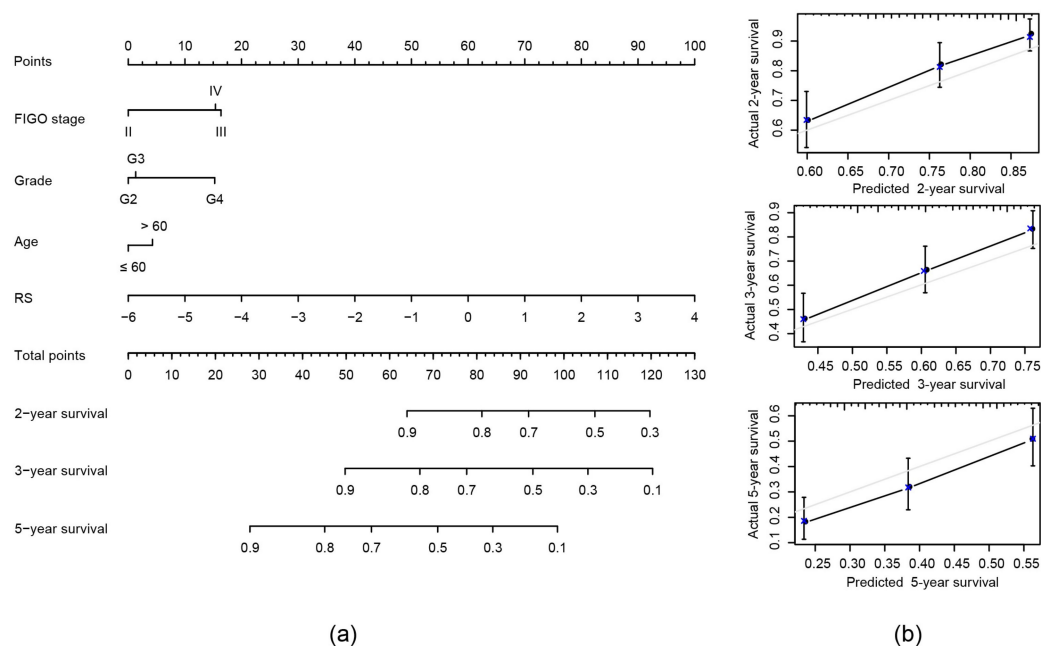 Points
0 10 20 30 40 50 60 70 80 90 100
FIGO stage
IV
II III
Grade
G3
G2 G4
Age
> 60
≤ 60
RS
−6 −5 −4 −3 −2 −1 0 1 2 3 4
Total points
0 10 20 30 40 50 60 70 80 90 100 110 120 130
2−year survival
0.9 0.8 0.7 0.5 0.3
3−year survival
0.9 0.8 0.7 0.5 0.3 0.1
5−year survival
0.9 0.8 0.7 0.5 0.3 0.1
(a)
Actual 2-year survival
0.9
0.8
0.7
0.6
0.60 0.65 0.70 0.75 0.80 0.85
Predicted 2-year survival
Actual 3-year survival
0.9
0.8
0.7
0.6
0.5
0.4
0.45 0.50 0.55 0.60 0.65 0.70 0.75
Predicted 3-year survival
Actual 5-year survival
0.6
0.5
0.4
0.3
0.2
0.1
0.25 0.30 0.35 0.40 0.45 0.50 0.55
Predicted 5-year survival
(b)